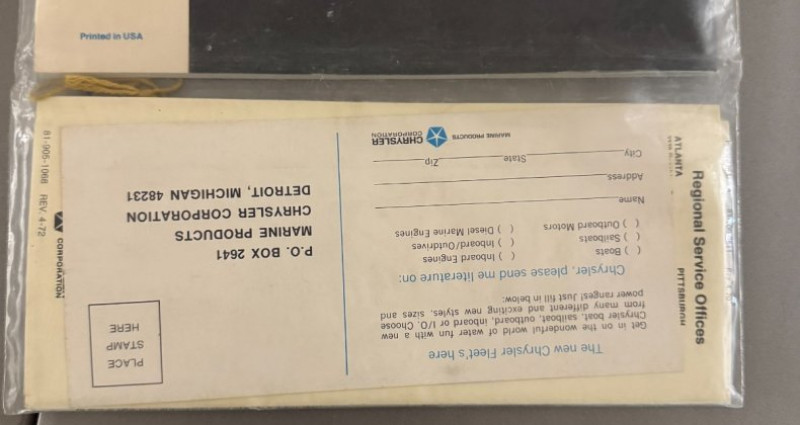 Printed in USA
The new Chrysler Fleet's here
Get in on the wonderful world of water fun with a new
Chrysler boat, sailboat, outboard, inboard or I/O. Choose
from many different and exciting new styles, sizes and
power ranges! Just fill in below:
Chrysler, please send me literature on:
( ) Boats ( ) Inboard Engines
( ) Sailboats ( ) Inboard/Outdrives
( ) Outboard Motors ( ) Diesel Marine Engines
Name
Address
City State Zip
MARINE PRODUCTS CHRYSLER
CORPORATION
PLACE
STAMP
HERE
P.O. BOX 2641
MARINE PRODUCTS
CHRYSLER CORPORATION
DETROIT, MICHIGAN 48231
Regional Service Offices
ATLANTA
PITTSBURGH
CORPORATION
81-906-1066 REV. 4-72